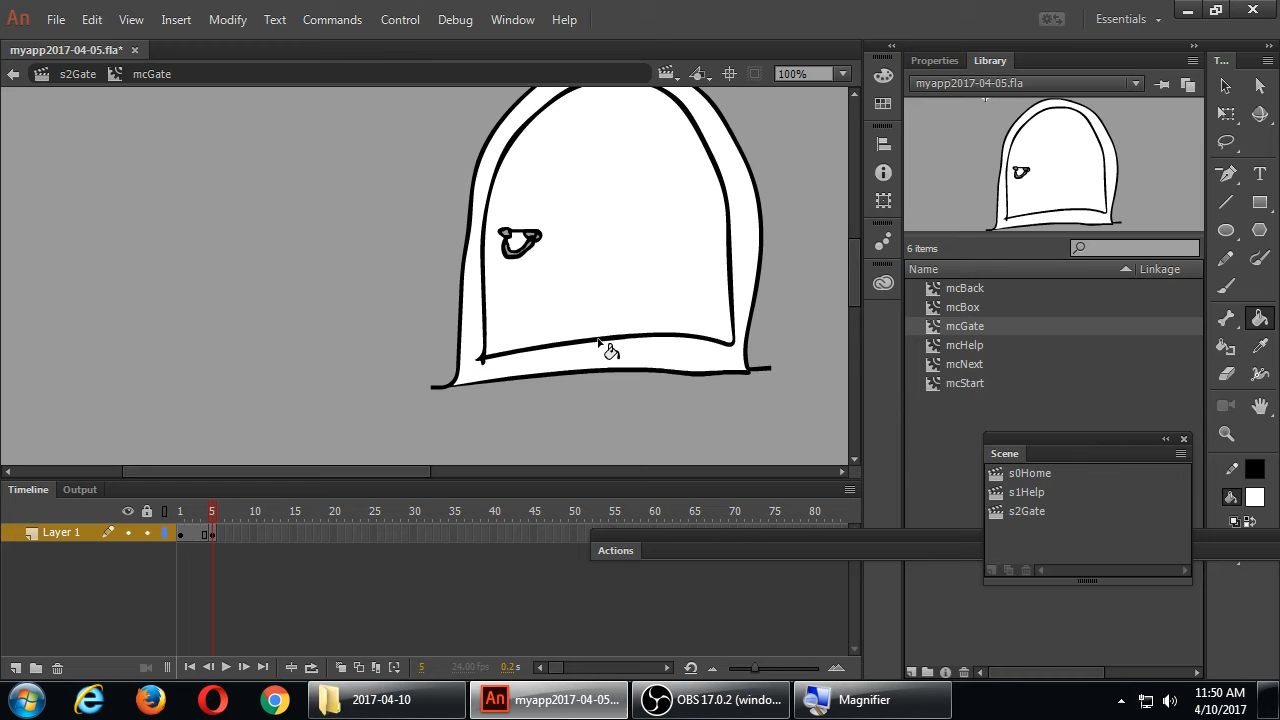 An File Edit View Insert Modify Text Commands Control Debug Window Help Essentials
myapp2017-04-05.fla* ×
s2Gate mcGate 100%
Properties Library T...
myapp2017-04-05.fla
6 items
Name Linkage
mcBack
mcBox
mcGate
mcHelp
mcNext
mcStart
Scene
s0Home
s1Help
s2Gate
Timeline Output
1 5 10 15 20 25 30 35 40 45 50 55 60 65 70 75 80
Layer 1
Actions
5 24.00 fps 0.2 s
2017-04-10
An myapp2017-04-05...
OBS 17.0.2 (windo...
Magnifier
11:50 AM
4/10/2017